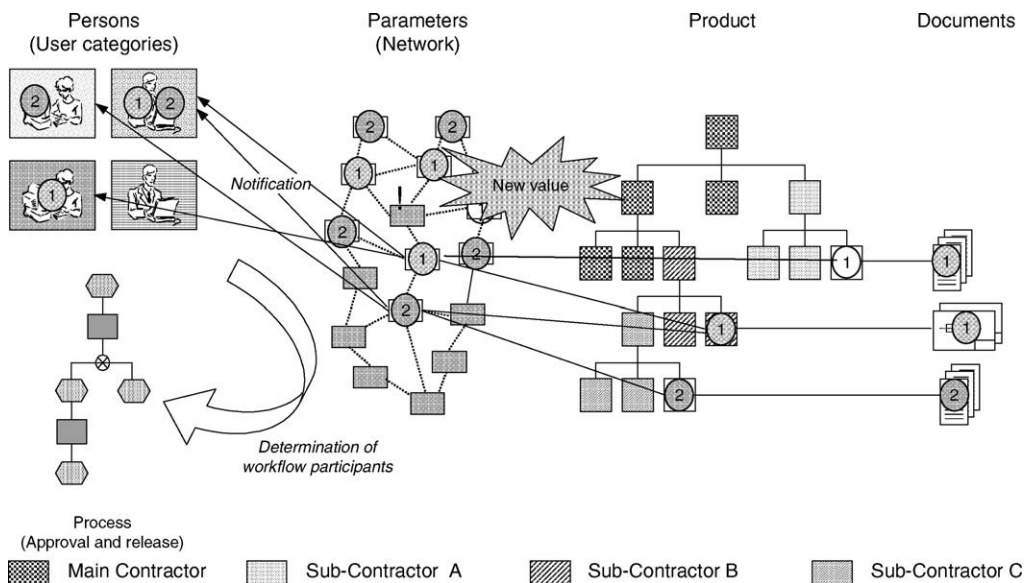 Persons
(User categories)
Parameters
(Network)
Product
Documents
2
1 2
1
Notification
2 2
1 1
!
New value
2
1
2
2
1
1
1
1
2
2
Determination of
workflow participants
Process
(Approval and release)
Main Contractor
Sub-Contractor A
Sub-Contractor B
Sub-Contractor C